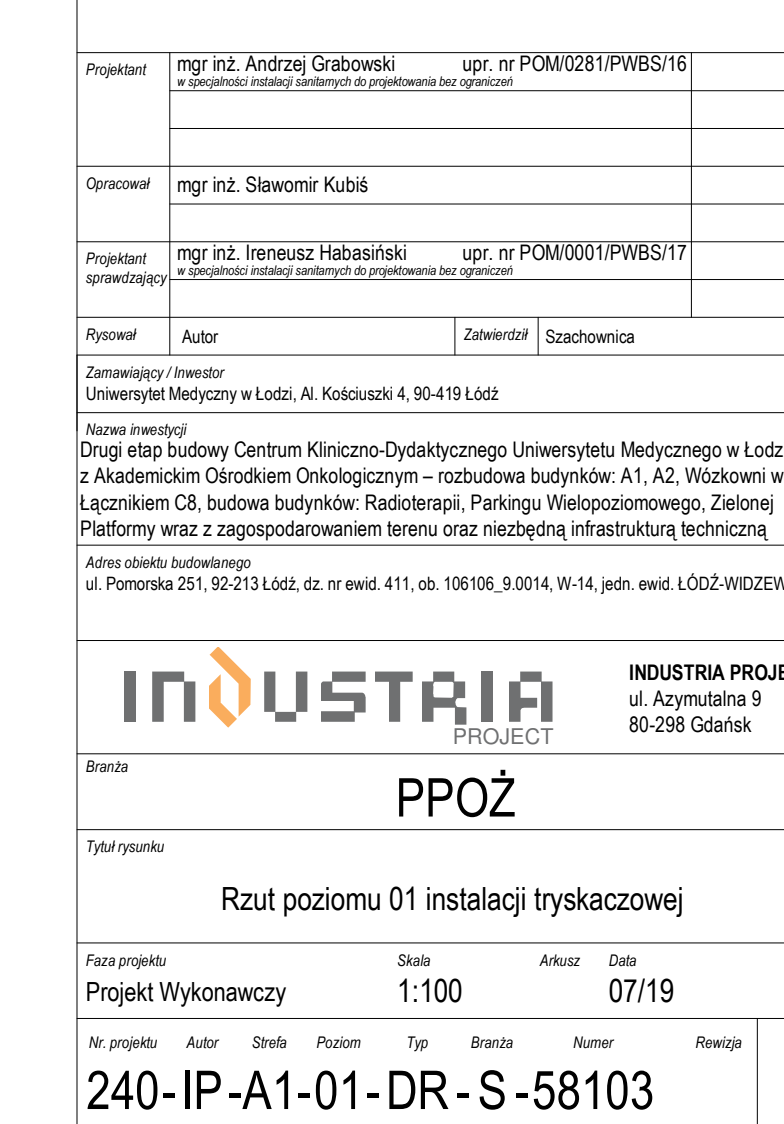 Projektant
mgr inż. Andrzej Grabowski upr. nr POM/0281/PWBS/16
w specjalności instalacji sanitarnych do projektowania bez ograniczeń
Opracował
mgr inż. Sławomir Kubiś
Projektant
sprawdzający
mgr inż. Ireneusz Habasiński upr. nr POM/0001/PWBS/17
w specjalności instalacji sanitarnych do projektowania bez ograniczeń
Rysował Autor Zatwierdził Szachownica
Zamawiający / Inwestor
Uniwersytet Medyczny w Łodzi, Al. Kościuszki 4, 90-419 Łódź
Nazwa inwestycji
Drugi etap budowy Centrum Kliniczno-Dydaktycznego Uniwersytetu Medycznego w Łodz
z Akademickim Ośrodkiem Onkologicznym – rozbudowa budynków: A1, A2, Wózkowni w
Łącznikiem C8, budowa budynków: Radioterapii, Parkingu Wielopoziomowego, Zielonej
Platformy wraz z zagospodarowaniem terenu oraz niezbędną infrastrukturą techniczną
Adres obiektu budowlanego
ul. Pomorska 251, 92-213 Łódź, dz. nr ewid. 411, ob. 106106_9.0014, W-14, jedn. ewid. ŁÓDŹ-WIDZEW
INDUSTRIA
PROJECT
INDUSTRIA PROJE
ul. Azymutalna 9
80-298 Gdańsk
Branża
PPOŻ
Tytuł rysunku
Rzut poziomu 01 instalacji tryskaczowej
Faza projektu Skala Arkusz Data
Projekt Wykonawczy 1:100 07/19
Nr. projektu Autor Strefa Poziom Typ Branża Numer Rewizja
240-IP-A1-01-DR-S-58103